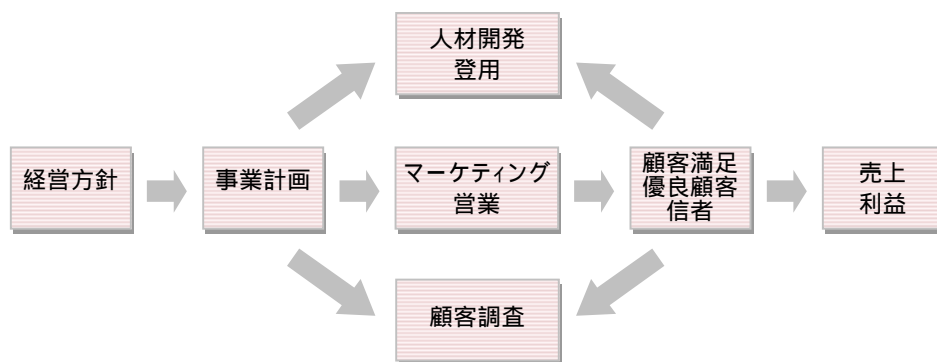 人材開発
登用
経営方針
事業計画
マーケティング
営業
顧客満足
優良顧客
信者
売上
利益
顧客調査